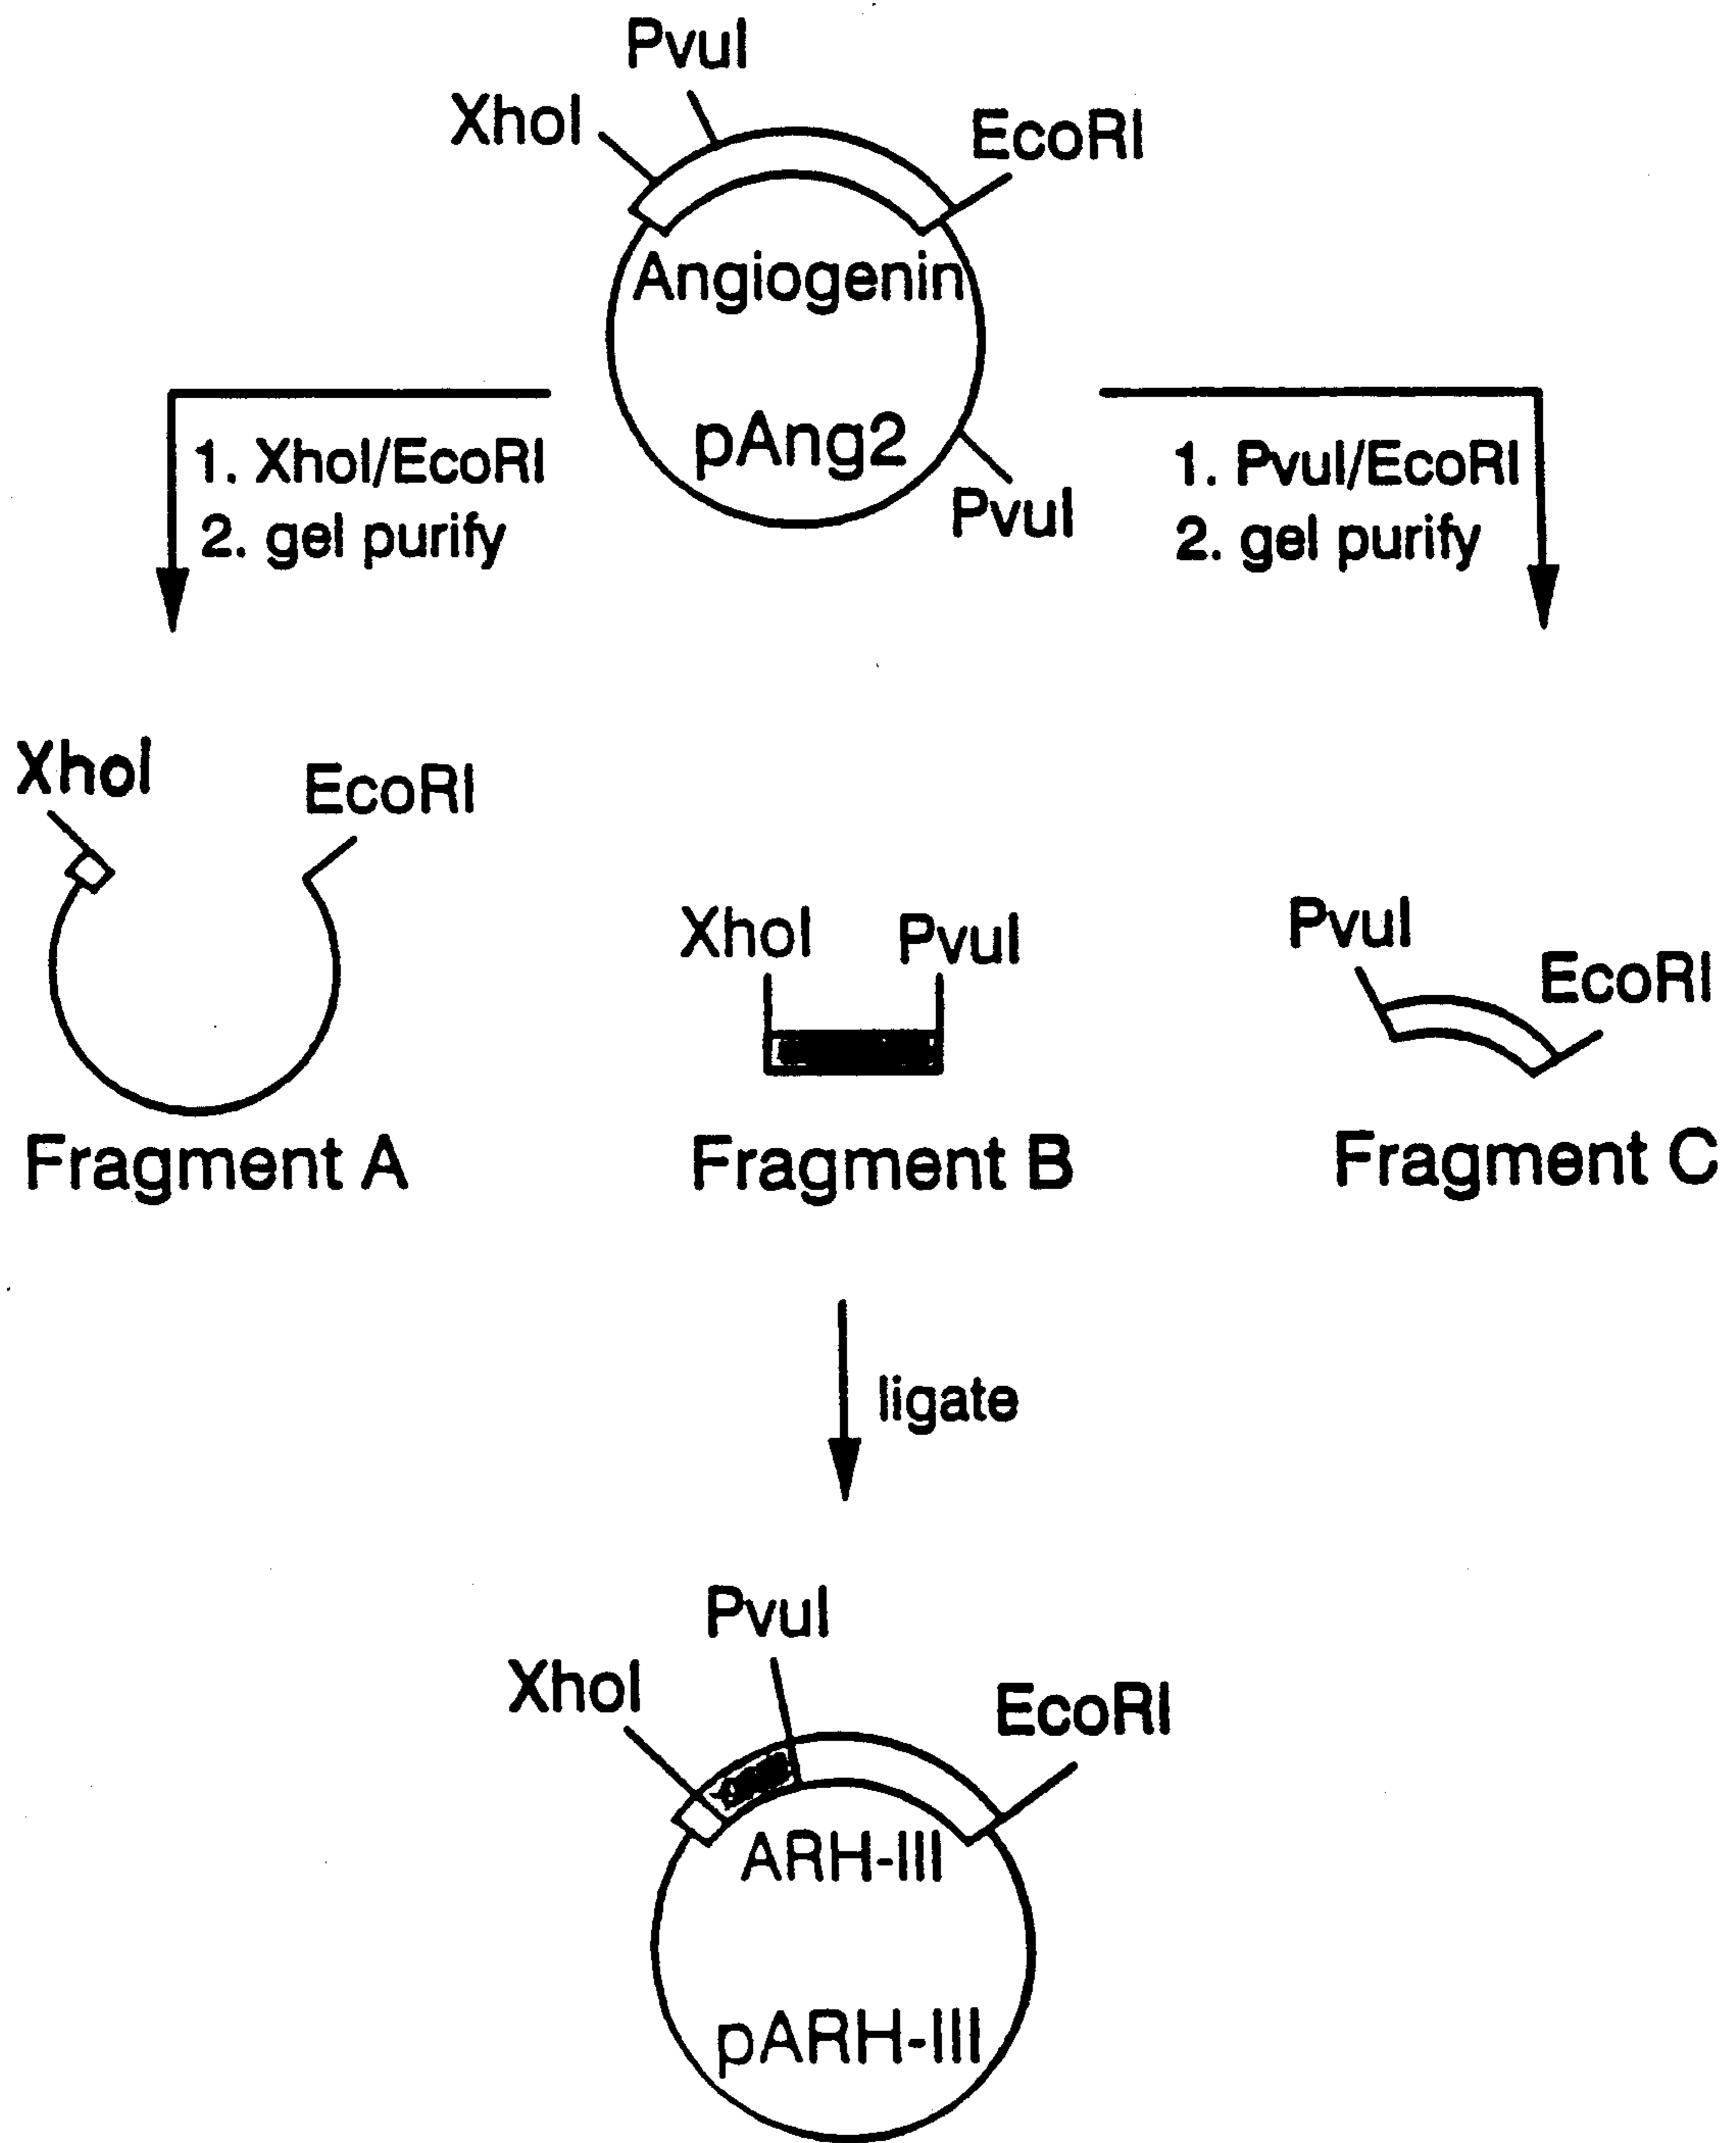 PvuI
XhoI
EcoRI
Angiogenin
pAng2
PvuI
1. XhoI/EcoRI
2. gel purify
1. PvuI/EcoRI
2. gel purify
XhoI
EcoRI
XhoI
PvuI
PvuI
EcoRI
Fragment A
Fragment B
Fragment C
ligate
PvuI
XhoI
EcoRI
ARH-III
pARH-III